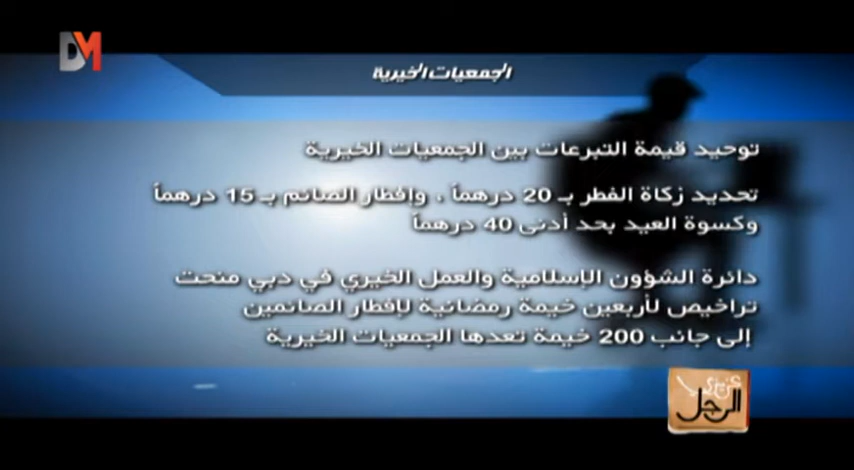 DM
الجمعيات الخيرية
توحيد قيمة التبرعات بين الجمعيات الخيرية
تحديد زكاة الفطر بـ 20 درهماً ، وإفطار الصائم بـ 15 درهماً
وكسوة العيد بحد أدنى 40 درهماً
دائرة الشؤون الإسلامية والعمل الخيري في دبي منحت
تراخيص لأربعين خيمة رمضانية لإفطار الصائمين
إلى جانب 200 خيمة تعدها الجمعيات الخيرية
عزيزي
الرجل